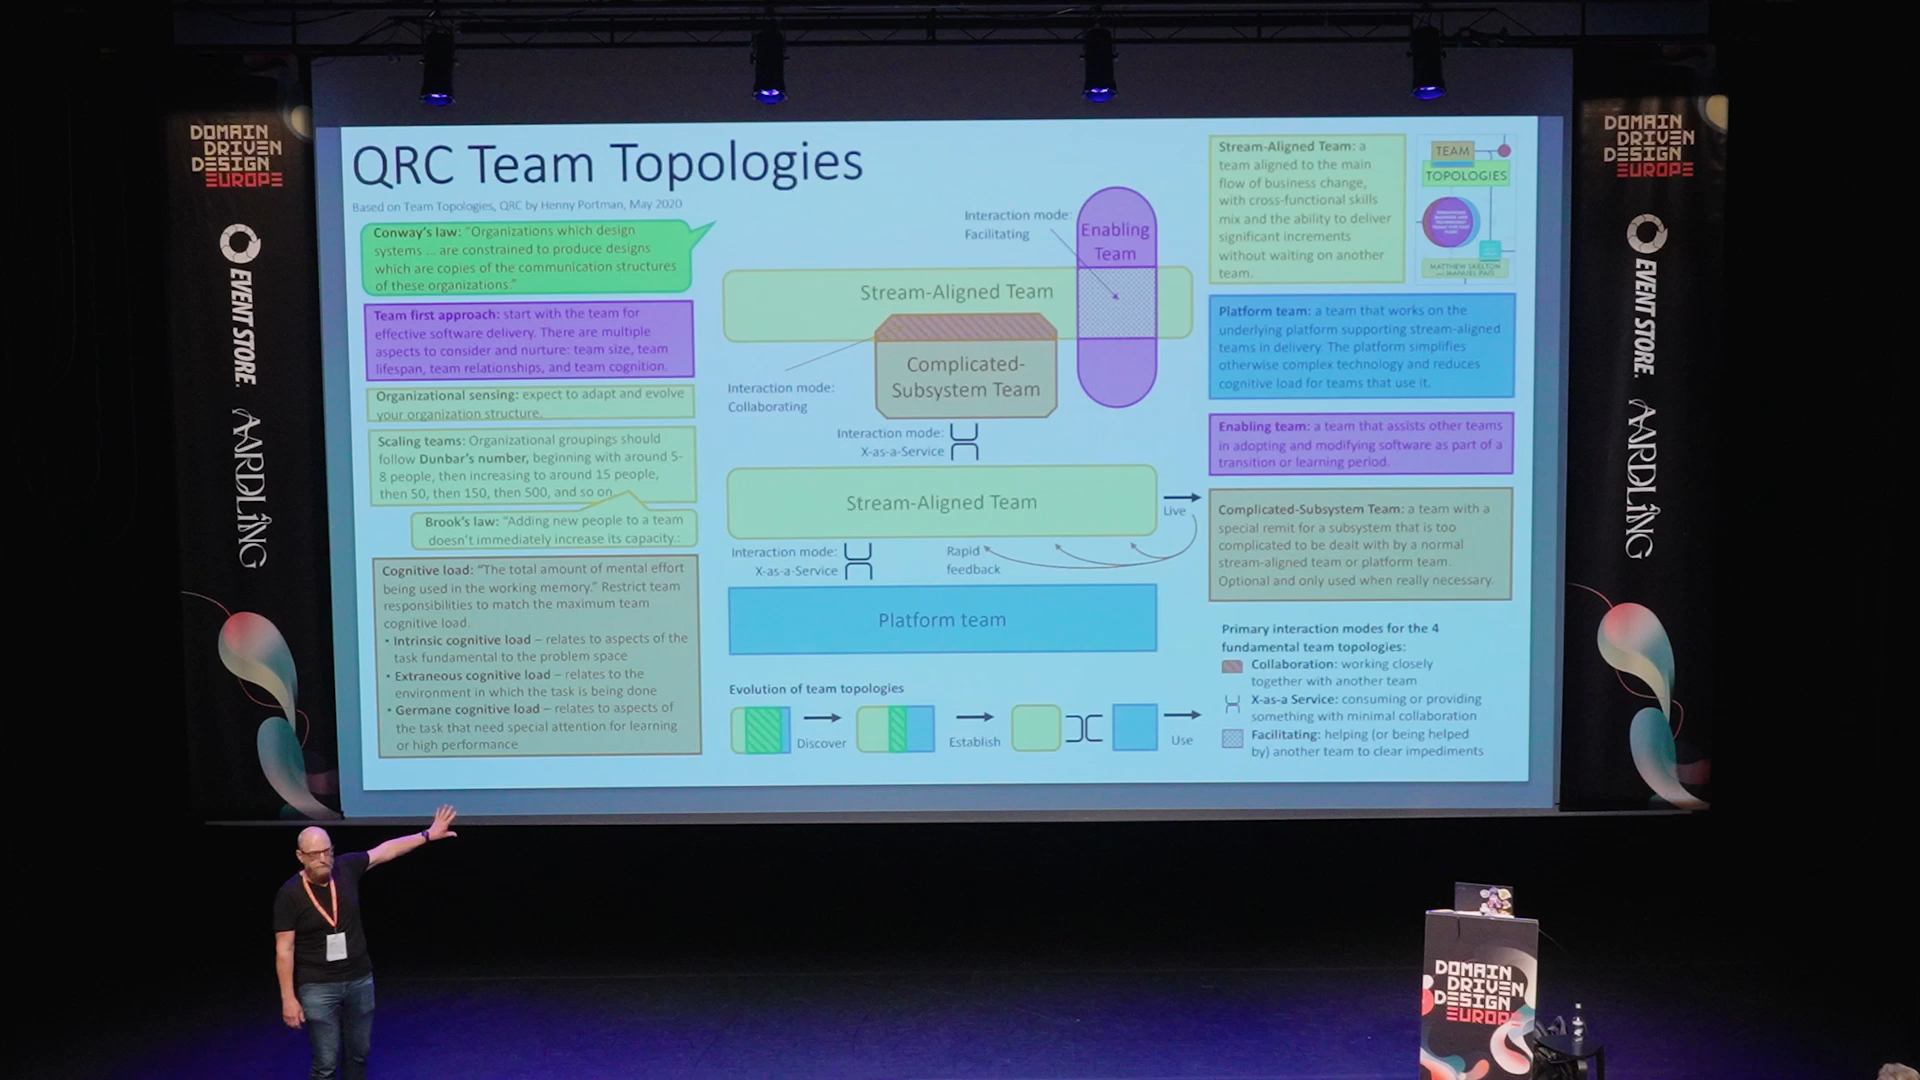 DOMAIN
DRIVEN
DESIGN
EUROPE
EVENT STORE.
AARDLING
QRC Team Topologies
Based on Team Topologies, QRC by Henny Portman, May 2020
Conway's law: "Organizations which design
systems ... are constrained to produce designs
which are copies of the communication structures
of these organizations."
Team first approach: start with the team for
effective software delivery. There are multiple
aspects to consider and nurture: team size, team
lifespan, team relationships, and team cognition.
Organizational sensing: expect to adapt and evolve
your organization structure.
Scaling teams: Organizational groupings should
follow Dunbar's number, beginning with around 5-
8 people, then increasing to around 15 people,
then 50, then 150, then 500, and so on.
Brook's law: "Adding new people to a team
doesn't immediately increase its capacity.:
Cognitive load: "The total amount of mental effort
being used in the working memory." Restrict team
responsibilities to match the maximum team
cognitive load.
• Intrinsic cognitive load – relates to aspects of the
task fundamental to the problem space
• Extraneous cognitive load – relates to the
environment in which the task is being done
• Germane cognitive load – relates to aspects of
the task that need special attention for learning
or high performance
Interaction mode:
Facilitating
Enabling
Team
Stream-Aligned Team
Complicated-
Subsystem Team
Interaction mode:
Collaborating
Interaction mode:
X-as-a-Service
Stream-Aligned Team
Live
Interaction mode:
X-as-a-Service
Rapid
feedback
Platform team
Evolution of team topologies
Discover
Establish
Use
Stream-Aligned Team: a
team aligned to the main
flow of business change,
with cross-functional skills
mix and the ability to deliver
significant increments
without waiting on another
team.
TEAM
TOPOLOGIES
MATTHEW SKELTON
and MANUEL PAIS
Platform team: a team that works on the
underlying platform supporting stream-aligned
teams in delivery. The platform simplifies
otherwise complex technology and reduces
cognitive load for teams that use it.
Enabling team: a team that assists other teams
in adopting and modifying software as part of a
transition or learning period.
Complicated-Subsystem Team: a team with a
special remit for a subsystem that is too
complicated to be dealt with by a normal
stream-aligned team or platform team.
Optional and only used when really necessary.
Primary interaction modes for the 4
fundamental team topologies:
Collaboration: working closely
together with another team
X-as-a Service: consuming or providing
something with minimal collaboration
Facilitating: helping (or being helped
by) another team to clear impediments
DOMAIN
DRIVEN
DESIGN
EUROPE
EVENT STORE.
AARDLING
DOMAIN
DRIVEN
DESIGN
EUROPE